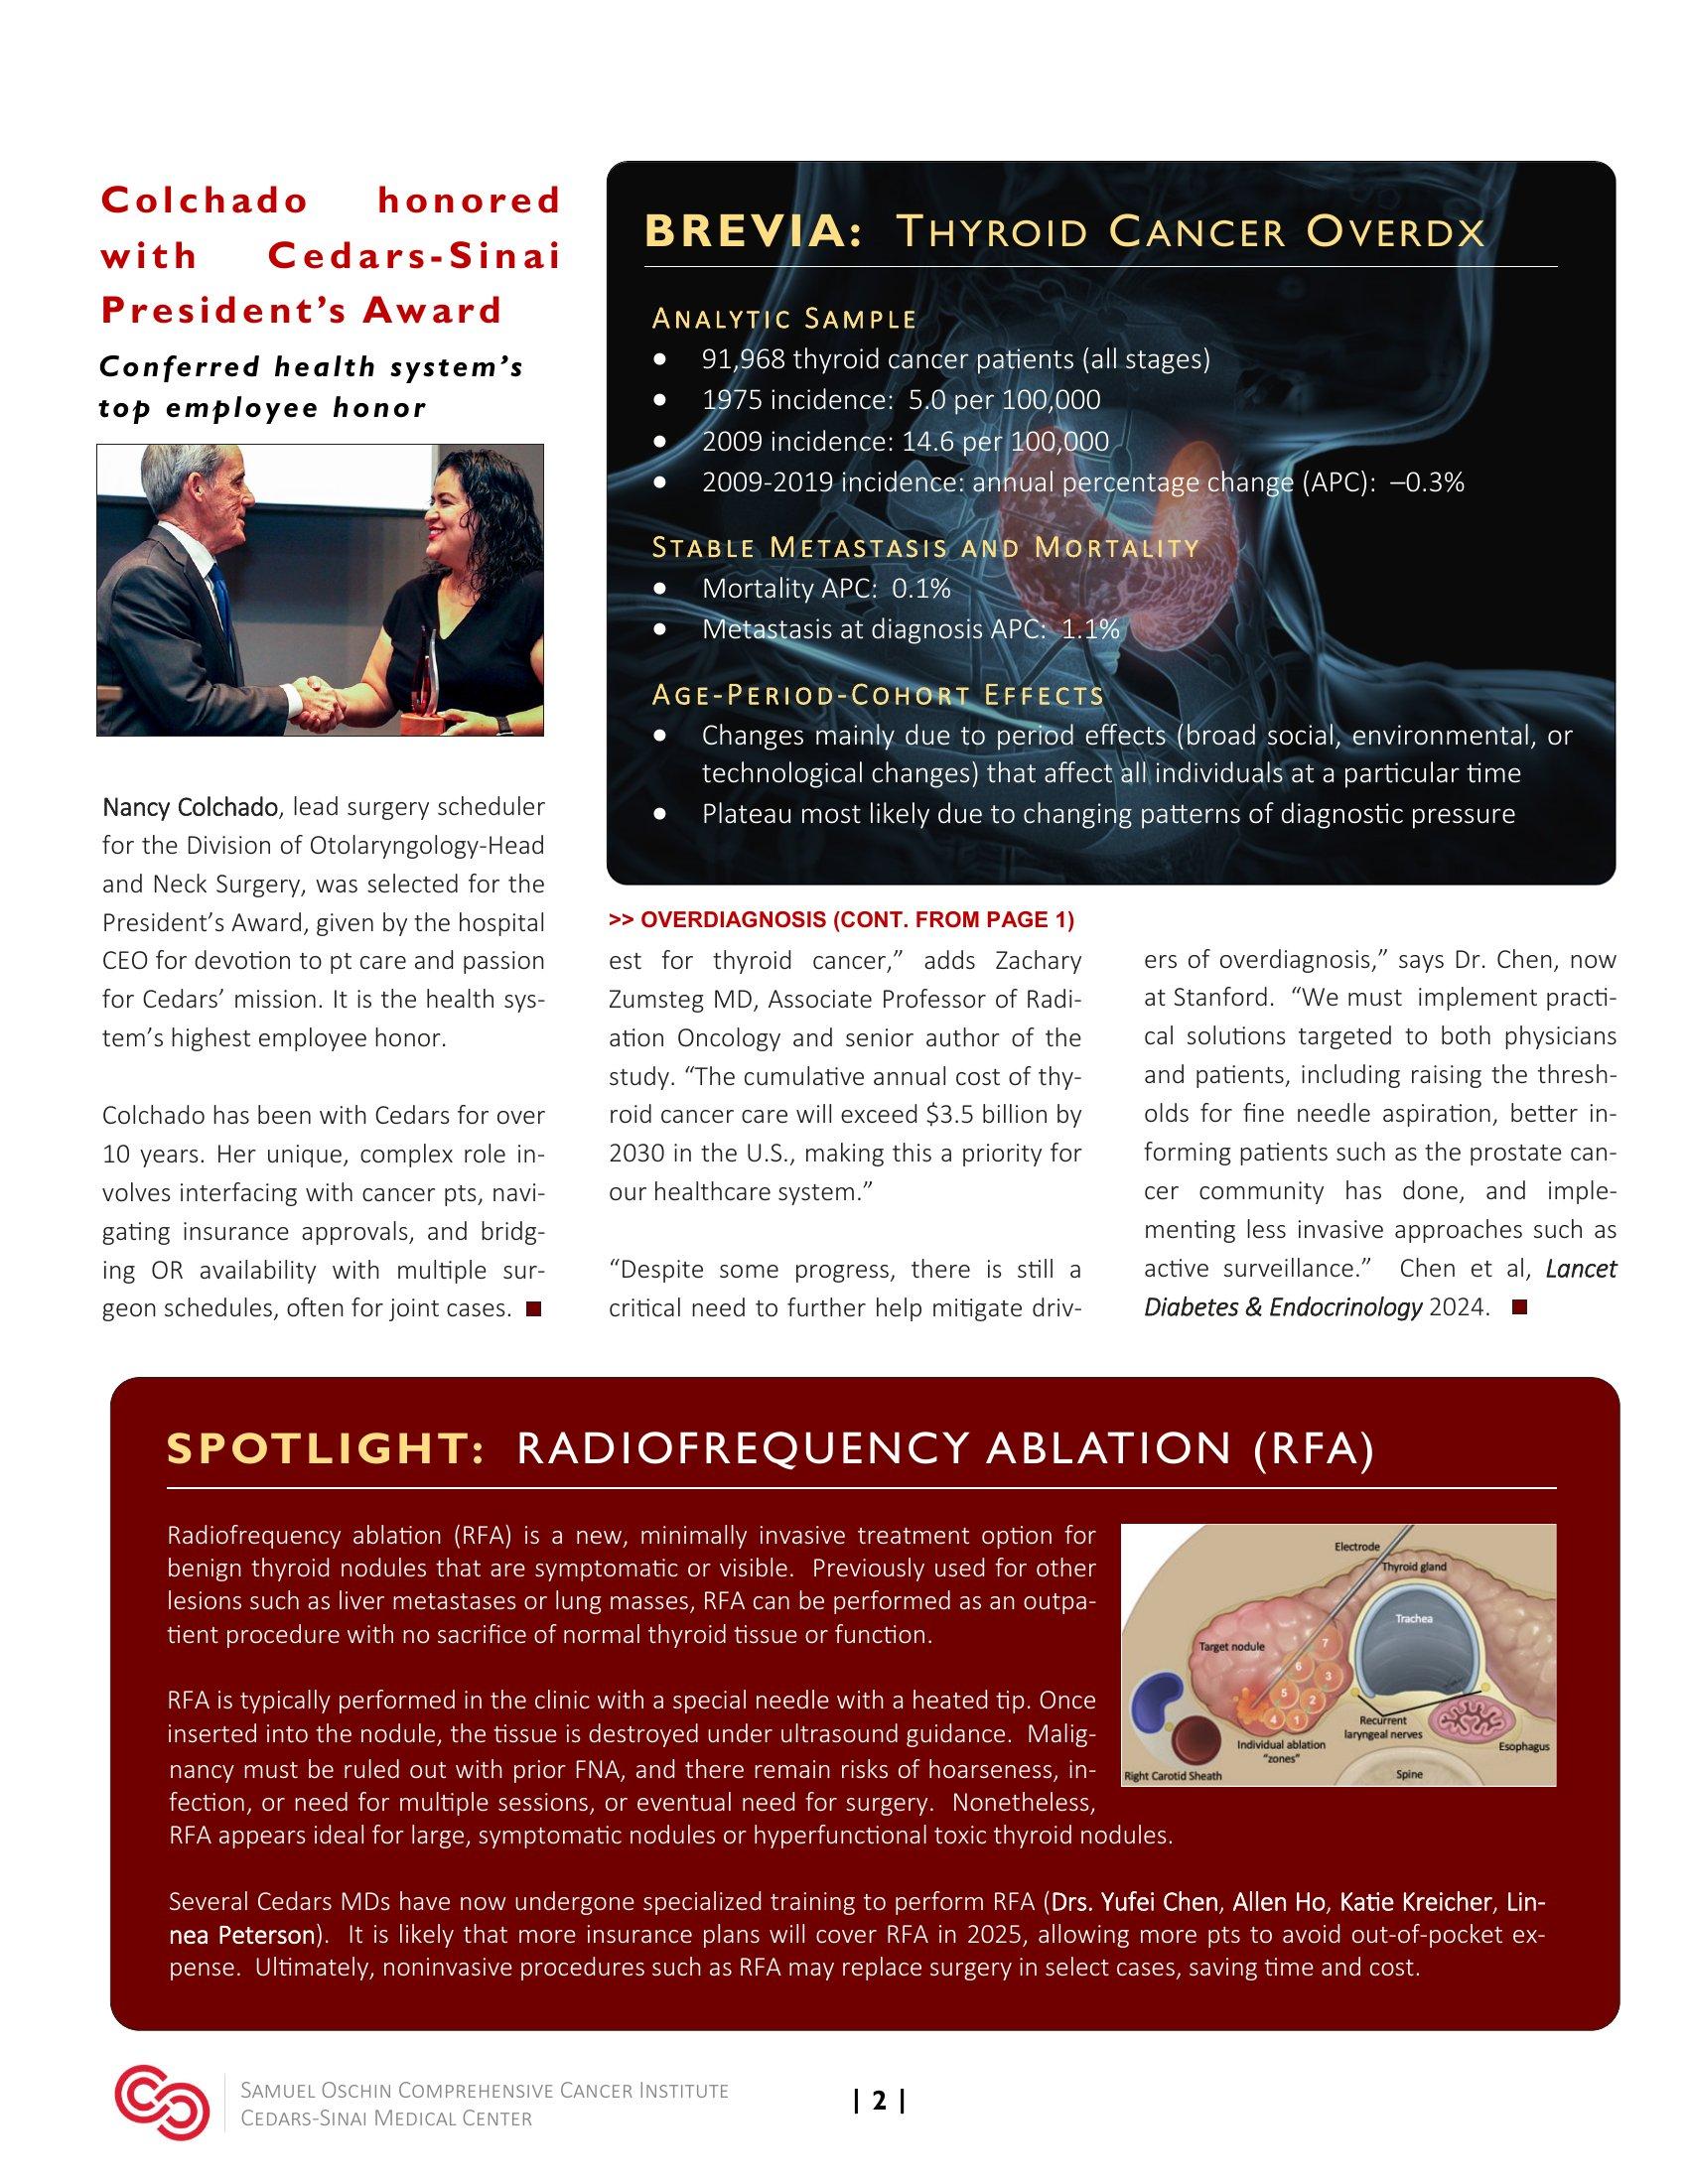 Colchado honored
with Cedars-Sinai
President's Award
Conferred health system's
top employee honor
Nancy Colchado, lead surgery scheduler
for the Division of Otolaryngology-Head
and Neck Surgery, was selected for the
President's Award, given by the hospital
CEO for devotion to pt care and passion
for Cedars' mission. It is the health sys-
tem's highest employee honor.
Colchado has been with Cedars for over
10 years. Her unique, complex role in-
volves interfacing with cancer pts, navi-
gating insurance approvals, and bridg-
ing OR availability with multiple sur-
geon schedules, often for joint cases. ■
BREVIA: THYROID CANCER OVERDX
ANALYTIC SAMPLE
• 91,968 thyroid cancer patients (all stages)
• 1975 incidence: 5.0 per 100,000
• 2009 incidence: 14.6 per 100,000
• 2009-2019 incidence: annual percentage change (APC): –0.3%
STABLE METASTASIS AND MORTALITY
• Mortality APC: 0.1%
• Metastasis at diagnosis APC: 1.1%
AGE-PERIOD-COHORT EFFECTS
• Changes mainly due to period effects (broad social, environmental, or
technological changes) that affect all individuals at a particular time
• Plateau most likely due to changing patterns of diagnostic pressure
>> OVERDIAGNOSIS (CONT. FROM PAGE 1)
est for thyroid cancer,” adds Zachary
Zumsteg MD, Associate Professor of Radi-
ation Oncology and senior author of the
study. “The cumulative annual cost of thy-
roid cancer care will exceed $3.5 billion by
2030 in the U.S., making this a priority for
our healthcare system.”
“Despite some progress, there is still a
critical need to further help mitigate driv-
ers of overdiagnosis,” says Dr. Chen, now
at Stanford. “We must implement practi-
cal solutions targeted to both physicians
and patients, including raising the thresh-
olds for fine needle aspiration, better in-
forming patients such as the prostate can-
cer community has done, and imple-
menting less invasive approaches such as
active surveillance.” Chen et al, Lancet
Diabetes & Endocrinology 2024. ■
SPOTLIGHT: RADIOFREQUENCY ABLATION (RFA)
Radiofrequency ablation (RFA) is a new, minimally invasive treatment option for
benign thyroid nodules that are symptomatic or visible. Previously used for other
lesions such as liver metastases or lung masses, RFA can be performed as an outpa-
tient procedure with no sacrifice of normal thyroid tissue or function.
RFA is typically performed in the clinic with a special needle with a heated tip. Once
inserted into the nodule, the tissue is destroyed under ultrasound guidance. Malig-
nancy must be ruled out with prior FNA, and there remain risks of hoarseness, in-
fection, or need for multiple sessions, or eventual need for surgery. Nonetheless,
RFA appears ideal for large, symptomatic nodules or hyperfunctional toxic thyroid nodules.
Several Cedars MDs have now undergone specialized training to perform RFA (Drs. Yufei Chen, Allen Ho, Katie Kreicher, Lin-
nea Peterson). It is likely that more insurance plans will cover RFA in 2025, allowing more pts to avoid out-of-pocket ex-
pense. Ultimately, noninvasive procedures such as RFA may replace surgery in select cases, saving time and cost.
Electrode
Thyroid gland
Trachea
Target nodule
7
6
3
5
2
4
1
Recurrent
laryngeal nerves
Individual ablation
“zones”
Esophagus
Right Carotid Sheath
Spine
SAMUEL OSCHIN COMPREHENSIVE CANCER INSTITUTE
CEDARS-SINAI MEDICAL CENTER
| 2 |